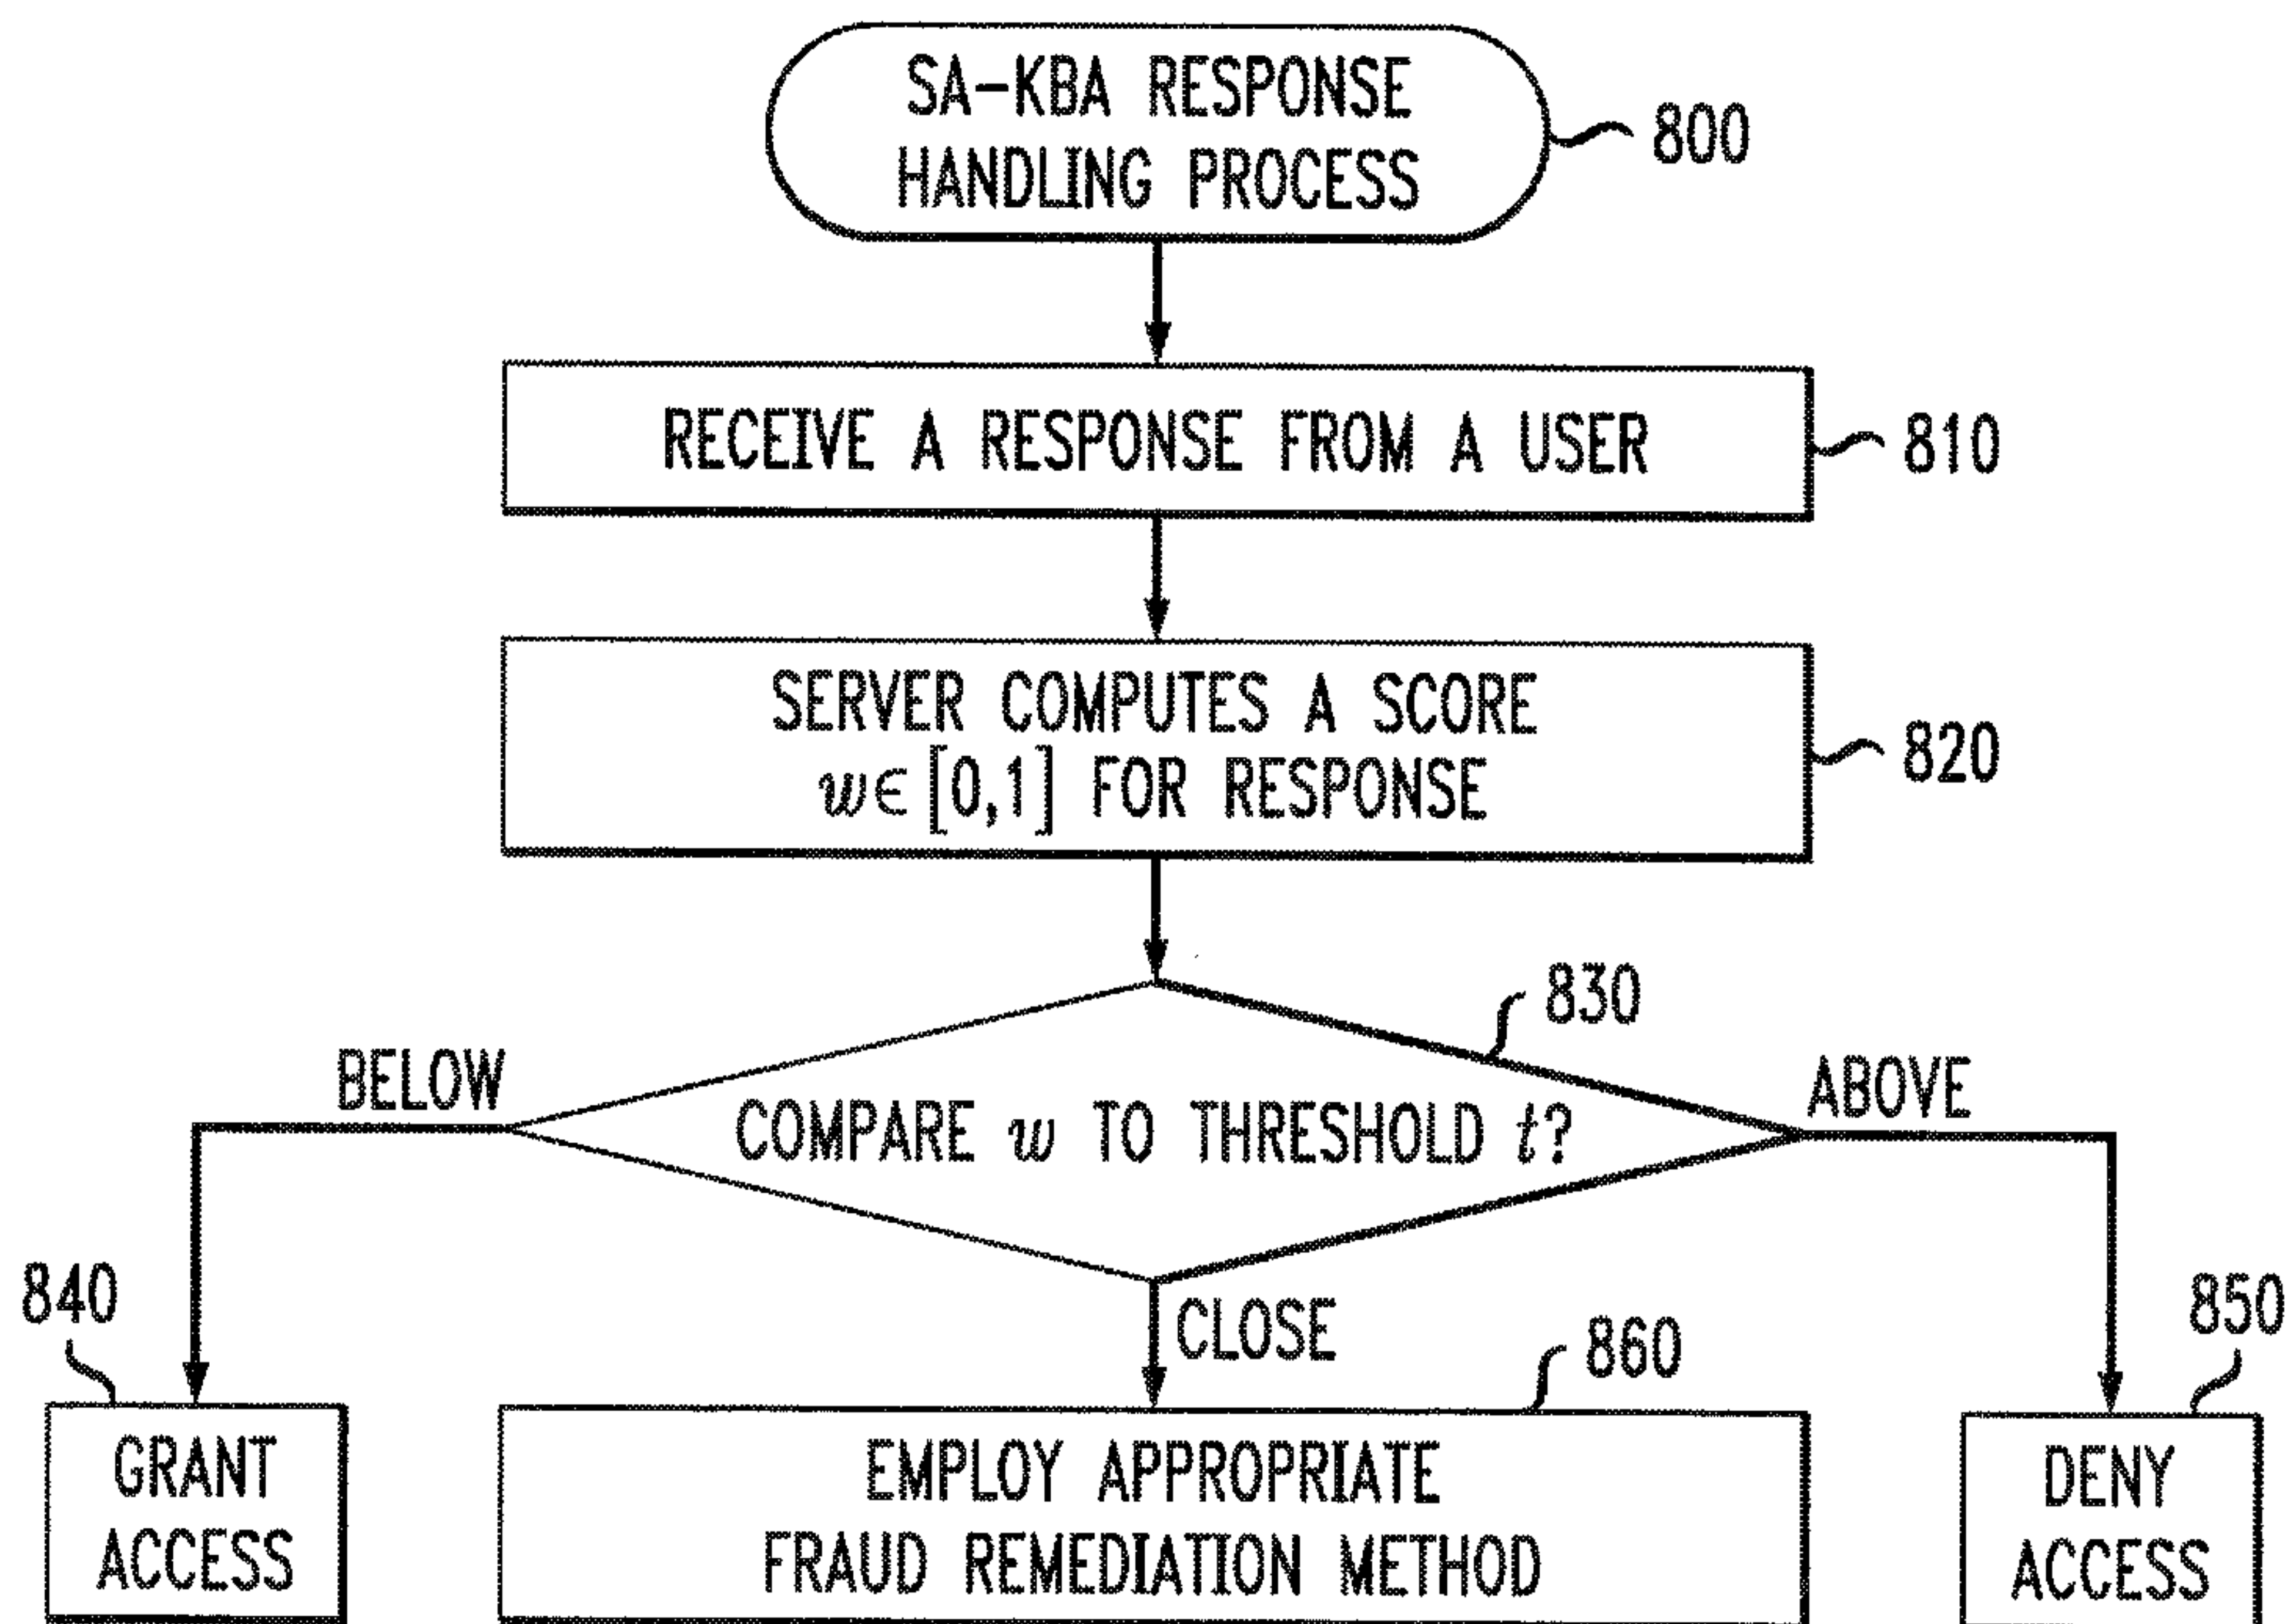 SA-KBA RESPONSE
HANDLING PROCESS
800
RECEIVE A RESPONSE FROM A USER
810
SERVER COMPUTES A SCORE
w∈[0,1] FOR RESPONSE
820
830
BELOW
COMPARE w TO THRESHOLD t?
ABOVE
840
CLOSE
860
850
GRANT
ACCESS
EMPLOY APPROPRIATE
FRAUD REMEDIATION METHOD
DENY
ACCESS